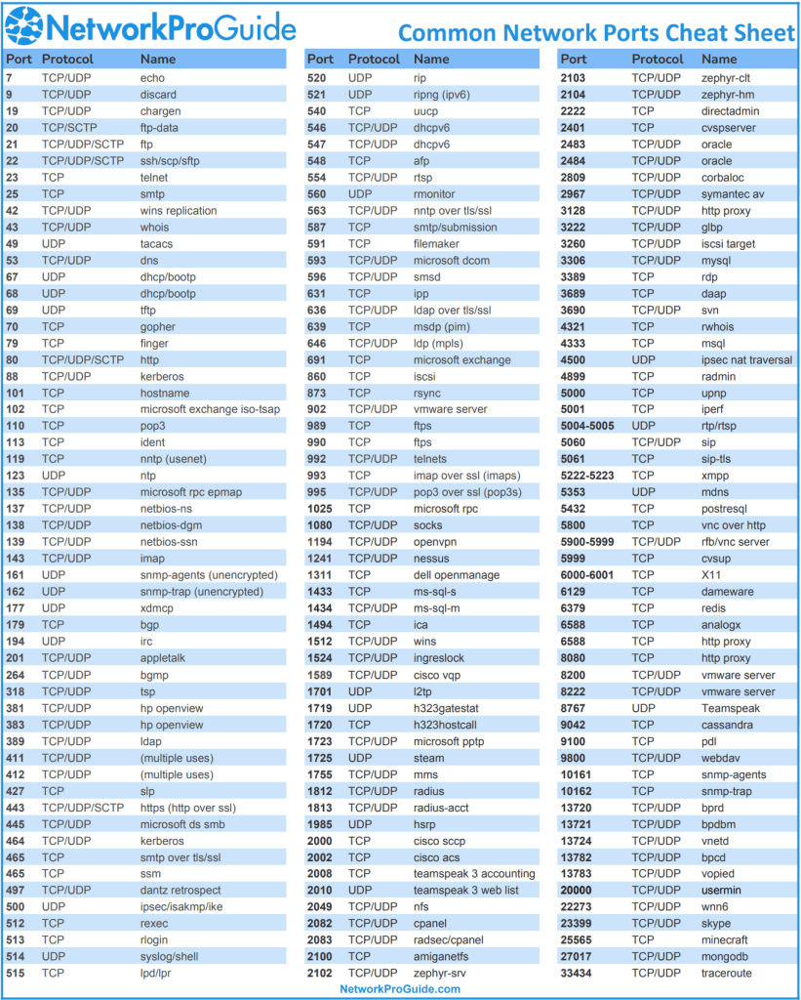 NetworkProGuide
Common Network Ports Cheat Sheet
Port Protocol Name
7 TCP/UDP echo
9 TCP/UDP discard
19 TCP/UDP chargen
20 TCP/SCTP ftp-data
21 TCP/UDP/SCTP ftp
22 TCP/UDP/SCTP ssh/scp/sftp
23 TCP telnet
25 TCP smtp
42 TCP/UDP wins replication
43 TCP/UDP whois
49 UDP tacacs
53 TCP/UDP dns
67 UDP dhcp/bootp
68 UDP dhcp/bootp
69 UDP tftp
70 TCP gopher
79 TCP finger
80 TCP/UDP/SCTP http
88 TCP/UDP kerberos
101 TCP hostname
102 TCP microsoft exchange iso-tsap
110 TCP pop3
113 TCP ident
119 TCP nntp (usenet)
123 UDP ntp
135 TCP/UDP microsoft rpc epmap
137 TCP/UDP netbios-ns
138 TCP/UDP netbios-dgm
139 TCP/UDP netbios-ssn
143 TCP/UDP imap
161 UDP snmp-agents (unencrypted)
162 UDP snmp-trap (unencrypted)
177 UDP xdmcp
179 TCP bgp
194 UDP irc
201 TCP/UDP appletalk
264 TCP/UDP bgmp
318 TCP/UDP tsp
381 TCP/UDP hp openview
383 TCP/UDP hp openview
389 TCP/UDP ldap
411 TCP/UDP (multiple uses)
412 TCP/UDP (multiple uses)
427 TCP slp
443 TCP/UDP/SCTP https (http over ssl)
445 TCP/UDP microsoft ds smb
464 TCP/UDP kerberos
465 TCP smtp over tls/ssl
465 TCP ssm
497 TCP/UDP dantz retrospect
500 UDP ipsec/isakmp/ike
512 TCP rexec
513 TCP rlogin
514 UDP syslog/shell
515 TCP lpd/lpr
Port Protocol Name
520 UDP rip
521 UDP ripng (ipv6)
540 TCP uucp
546 TCP/UDP dhcpv6
547 TCP/UDP dhcpv6
548 TCP afp
554 TCP/UDP rtsp
560 UDP rmonitor
563 TCP/UDP nntp over tls/ssl
587 TCP smtp/submission
591 TCP filemaker
593 TCP/UDP microsoft dcom
596 TCP/UDP smsd
631 TCP ipp
636 TCP/UDP ldap over tls/ssl
639 TCP msdp (pim)
646 TCP/UDP ldp (mpls)
691 TCP microsoft exchange
860 TCP iscsi
873 TCP rsync
902 TCP/UDP vmware server
989 TCP ftps
990 TCP ftps
992 TCP/UDP telnets
993 TCP imap over ssl (imaps)
995 TCP/UDP pop3 over ssl (pop3s)
1025 TCP microsoft rpc
1080 TCP/UDP socks
1194 TCP/UDP openvpn
1241 TCP/UDP nessus
1311 TCP dell openmanage
1433 TCP ms-sql-s
1434 TCP/UDP ms-sql-m
1494 TCP ica
1512 TCP/UDP wins
1524 TCP/UDP ingreslock
1589 TCP/UDP cisco vqp
1701 UDP l2tp
1719 UDP h323gatestat
1720 TCP h323hostcall
1723 TCP/UDP microsoft pptp
1725 UDP steam
1755 TCP/UDP mms
1812 TCP/UDP radius
1813 TCP/UDP radius-acct
1985 UDP hsrp
2000 TCP cisco sccp
2002 TCP cisco acs
2008 TCP teamspeak 3 accounting
2010 UDP teamspeak 3 web list
2049 TCP/UDP nfs
2082 TCP/UDP cpanel
2083 TCP/UDP radsec/cpanel
2100 TCP amiganetfs
2102 TCP/UDP zephyr-srv
Port Protocol Name
2103 TCP/UDP zephyr-clt
2104 TCP/UDP zephyr-hm
2222 TCP directadmin
2401 TCP cvspserver
2483 TCP/UDP oracle
2484 TCP/UDP oracle
2809 TCP/UDP corbaloc
2967 TCP/UDP symantec av
3128 TCP/UDP http proxy
3222 TCP/UDP glbp
3260 TCP/UDP iscsi target
3306 TCP/UDP mysql
3389 TCP rdp
3689 TCP daap
3690 TCP/UDP svn
4321 TCP rwhois
4333 TCP msql
4500 UDP ipsec nat traversal
4899 TCP radmin
5000 TCP upnp
5001 TCP iperf
5004-5005 UDP rtp/rtsp
5060 TCP/UDP sip
5061 TCP sip-tls
5222-5223 TCP xmpp
5353 UDP mdns
5432 TCP postresql
5800 TCP vnc over http
5900-5999 TCP/UDP rfb/vnc server
5999 TCP cvsup
6000-6001 TCP X11
6129 TCP dameware
6379 TCP redis
6588 TCP analogx
6588 TCP http proxy
8080 TCP http proxy
8200 TCP/UDP vmware server
8222 TCP/UDP vmware server
8767 UDP Teamspeak
9042 TCP cassandra
9100 TCP pdl
9800 TCP/UDP webdav
10161 TCP snmp-agents
10162 TCP snmp-trap
13720 TCP/UDP bprd
13721 TCP/UDP bpdbm
13724 TCP/UDP vnetd
13782 TCP/UDP bpcd
13783 TCP/UDP vopied
20000 TCP/UDP usermin
22273 TCP/UDP wnn6
23399 TCP/UDP skype
25565 TCP minecraft
27017 TCP/UDP mongodb
33434 TCP/UDP traceroute
NetworkProGuide.com